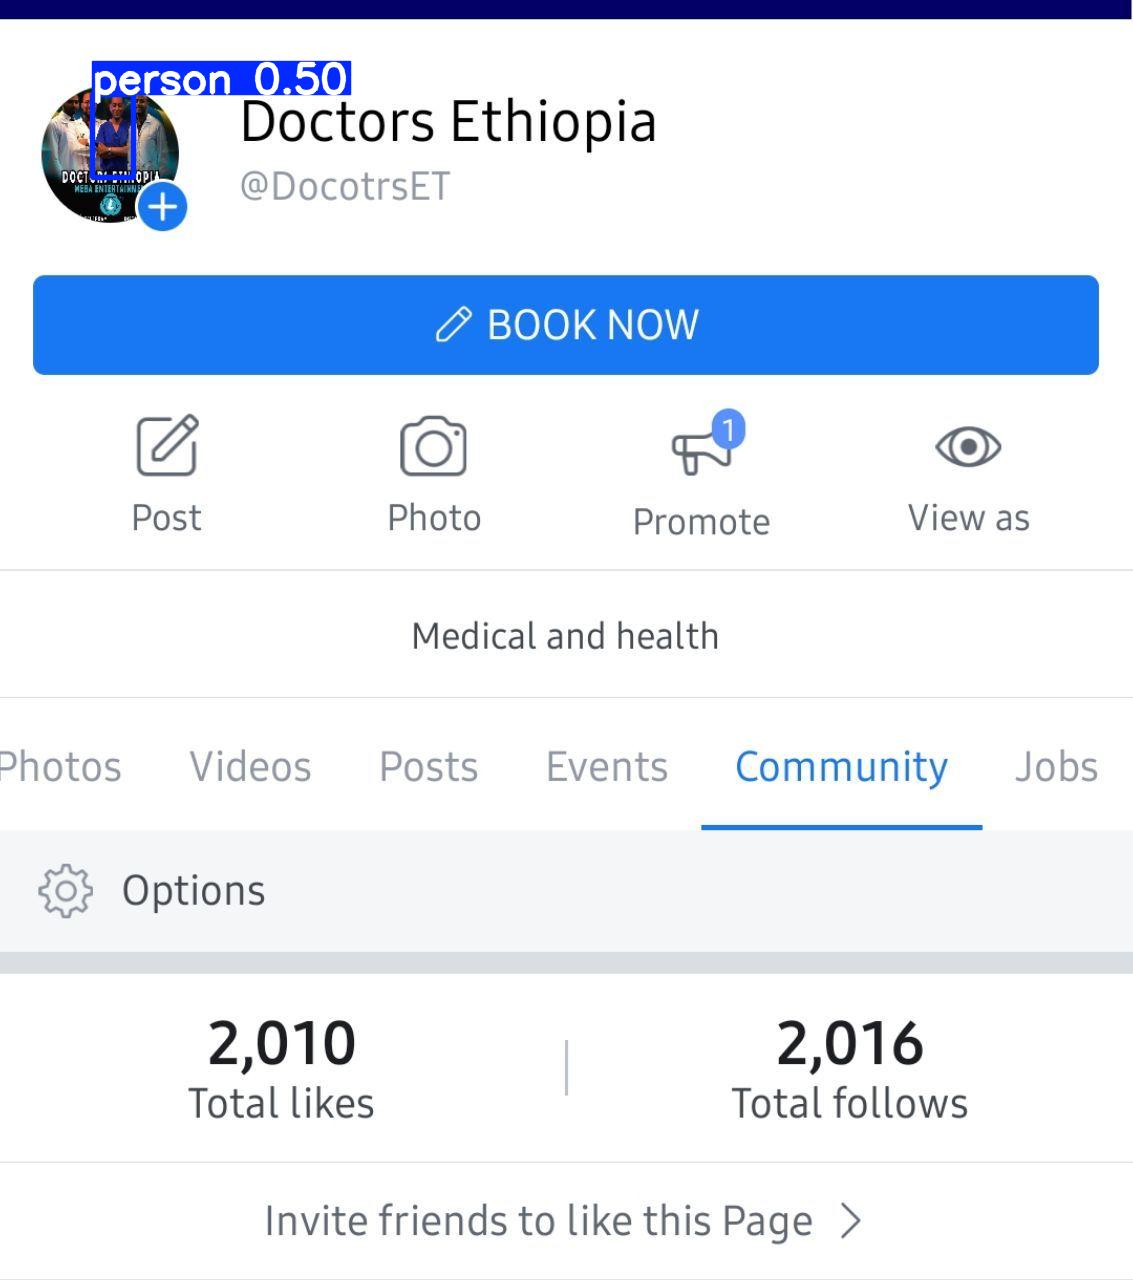 person 0.50
Doctors Ethiopia
@DocotrsET
DOCTORS ETHIOPIA
BOOK NOW
1
Post
Photo
Promote
View as
Medical and health
Photos
Videos
Posts
Events
Community
Jobs
Options
2,010
2,016
Total likes
Total follows
Invite friends to like this Page